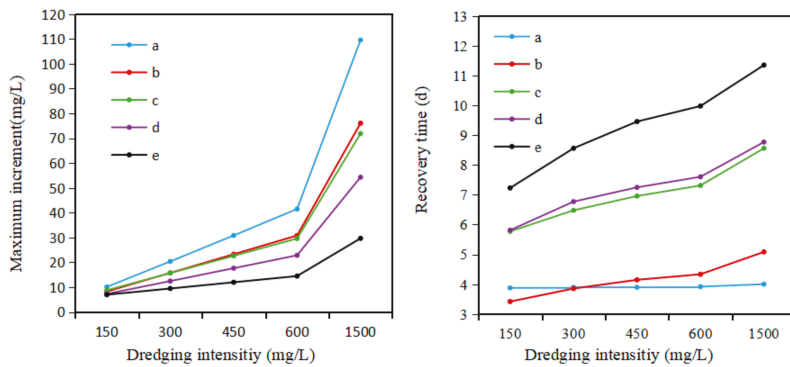 Maximum increment(mg/L)
120
110
100
90
80
70
60
50
40
30
20
10
0
a
b
c
d
e
150 300 450 600 1500
Dredging intensitiy (mg/L)
Recovery time (d)
13
12
11
10
9
8
7
6
5
4
3
a
b
c
d
e
150 300 450 600 1500
Dredging intensitiy (mg/L)